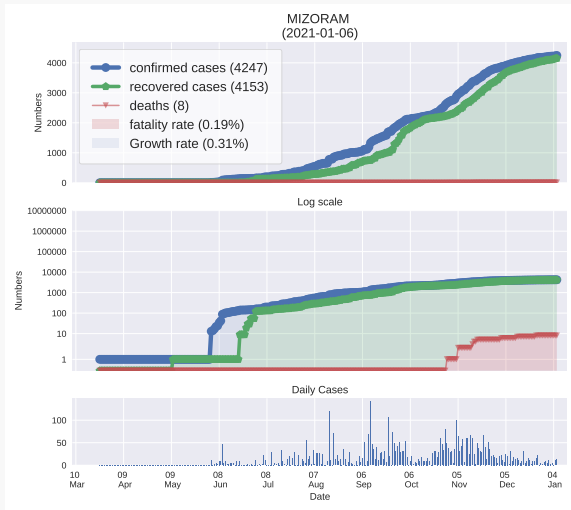 MIZORAM
(2021-01-06)
confirmed cases (4247)
recovered cases (4153)
deaths (8)
fatality rate (0.19%)
Growth rate (0.31%)
Numbers
4000
3000
2000
1000
0
Log scale
Numbers
10000000
1000000
100000
10000
1000
100
10
1
Daily Cases
100
50
0
10 09 09 08 08 07 06 06 05 05 04
Mar Apr May Jun Jul Aug Sep Oct Nov Dec Jan
Date